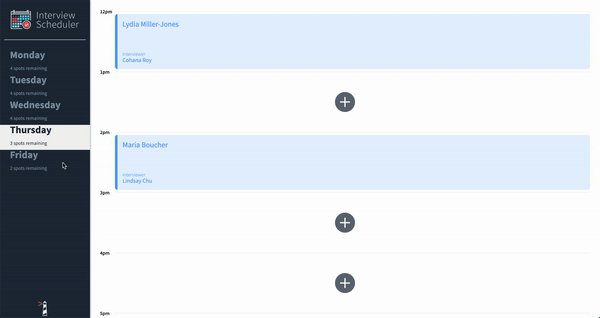 Interview
Scheduler
Monday
4 spots remaining
Tuesday
4 spots remaining
Wednesday
4 spots remaining
Thursday
3 spots remaining
Friday
2 spots remaining
12pm
Lydia Miller-Jones
Interviewer
Cohana Roy
1pm
2pm
Maria Boucher
Interviewer
Lindsay Chu
3pm
4pm
5pm